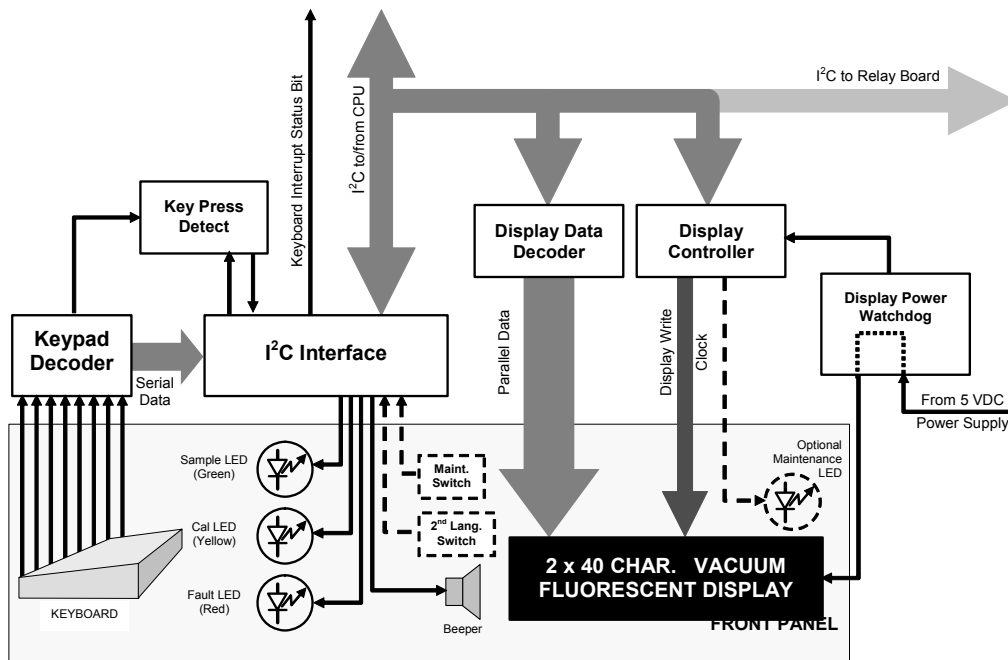 I²C to Relay Board
Keyboard Interrupt Status Bit
I²C to/from CPU
Key Press
Detect
Display Data
Decoder
Display
Controller
Display Power
Watchdog
Keypad
Decoder
I²C Interface
Serial
Data
Parallel Data
Display Write
Clock
From 5 VDC
Power Supply
Sample LED
(Green)
Maint.
Switch
Optional
Maintenance
LED
Cal LED
(Yellow)
2nd Lang.
Switch
2 x 40 CHAR. VACUUM
FLUORESCENT DISPLAY
Fault LED
(Red)
KEYBOARD
Beeper
FRONT PANEL